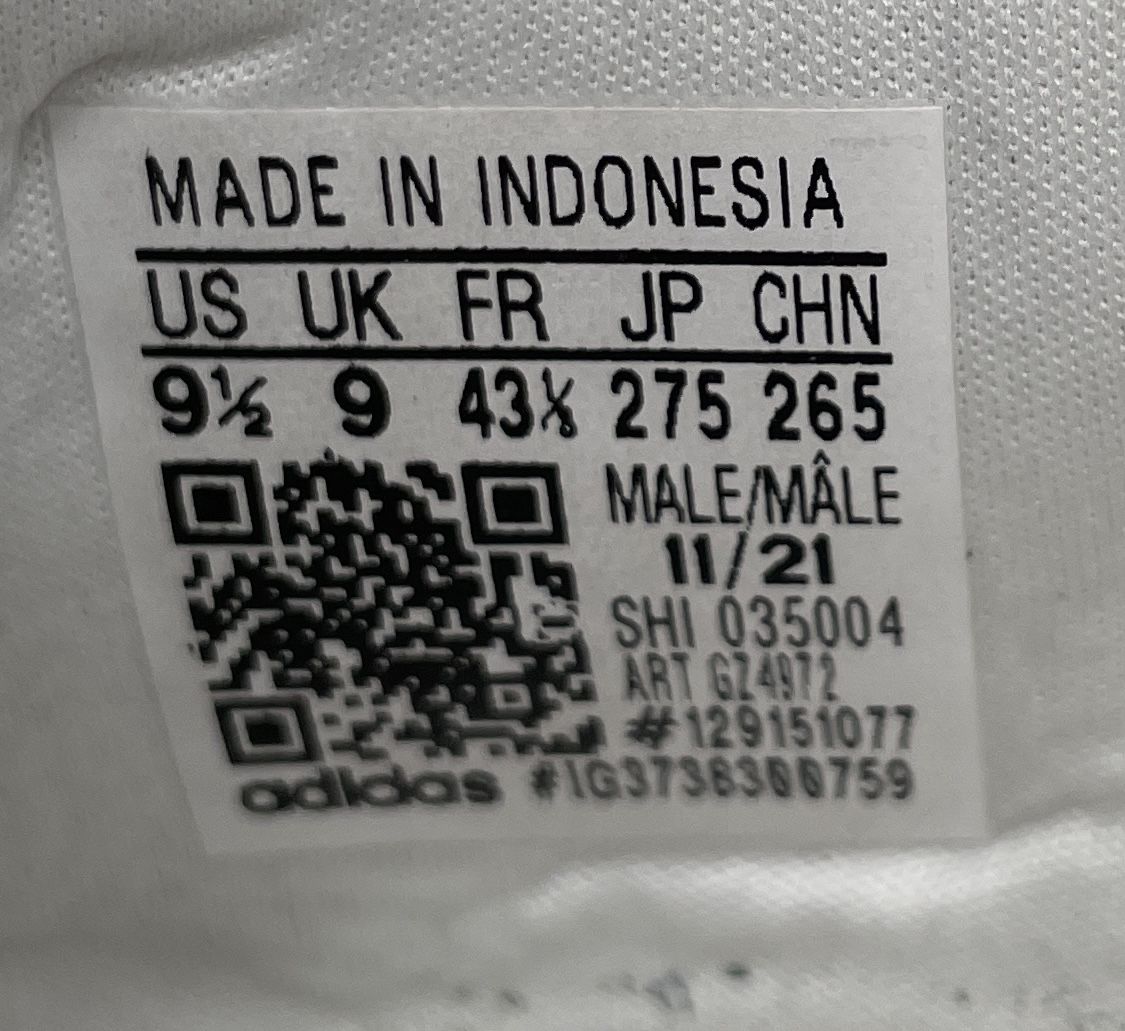 MADE IN INDONESIA
US UK FR JP CHN
9½ 9 43⅓ 275 265
MALE/MÂLE
11/21
SHI 035004
ART GZ4972
#129151077
adidas #1G3738300759